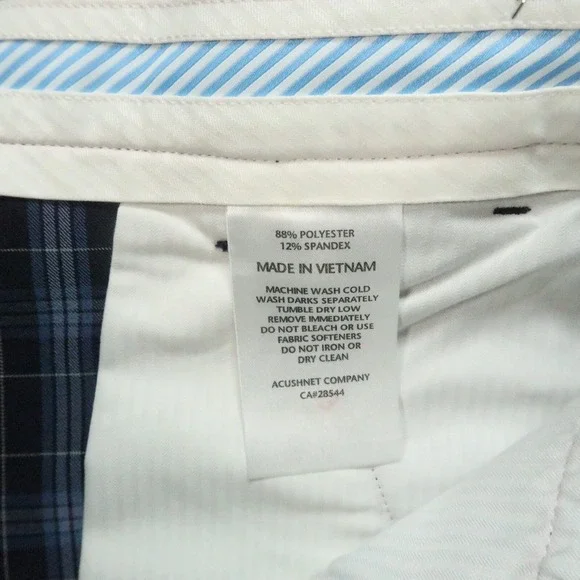 88% POLYESTER
12% SPANDEX
MADE IN VIETNAM
MACHINE WASH COLD
WASH DARKS SEPARATELY
TUMBLE DRY LOW
REMOVE IMMEDIATELY
DO NOT BLEACH OR USE
FABRIC SOFTENERS
DO NOT IRON OR
DRY CLEAN
ACUSHNET COMPANY
CA#28544